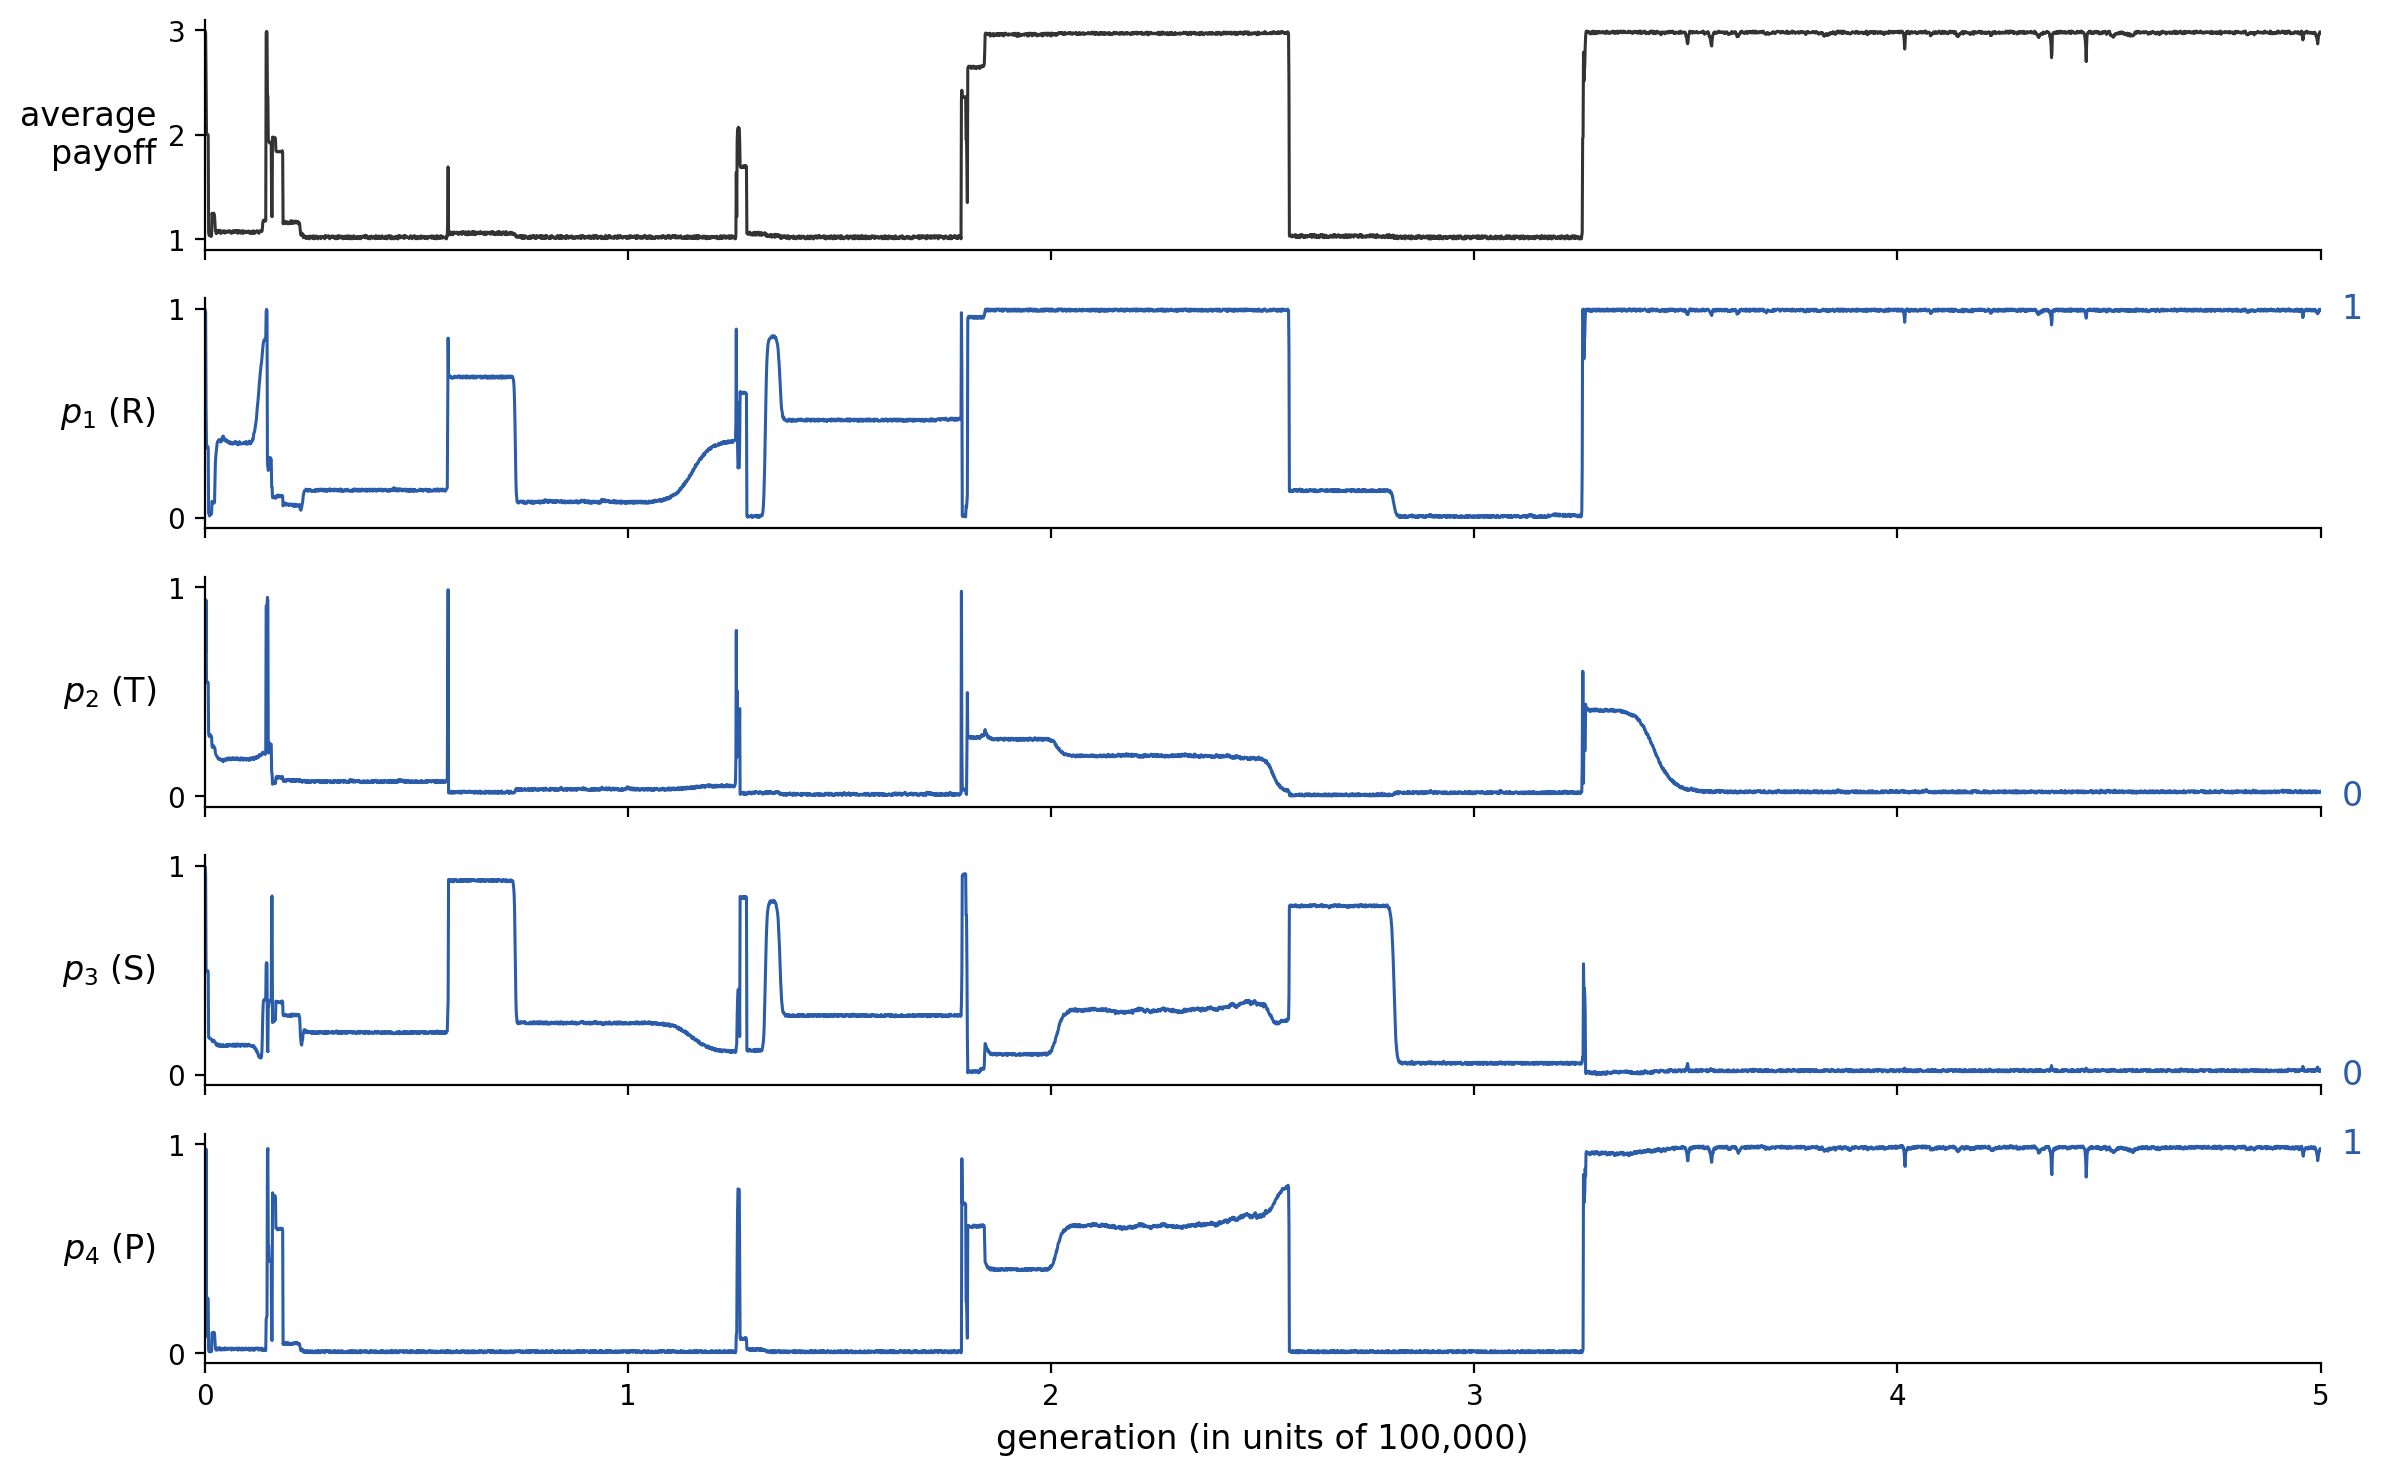 3
average
payoff
2
1
1
p₁ (R)
0
1
1
p₂ (T)
0
0
1
p₃ (S)
0
0
1
p₄ (P)
0
1
0 1 2 3 4 5
generation (in units of 100,000)